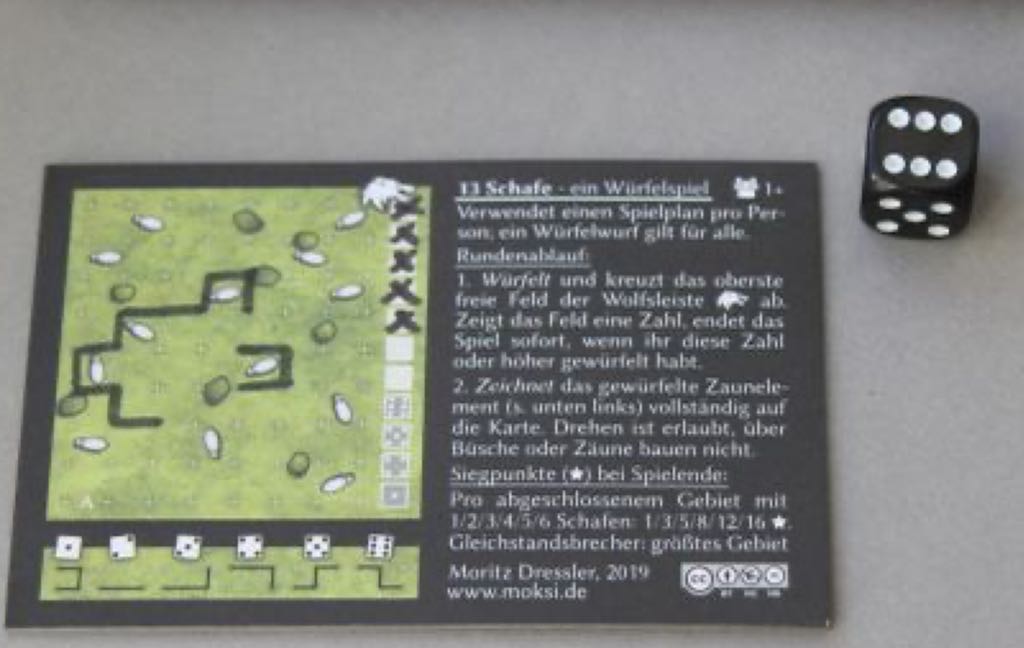 13 Schafe - ein Würfelspiel 1+
Verwendet einen Spielplan pro Per-
son, ein Würfelwurf gilt für alle.
Rundenablauf:
1. Würfelt und kreuzt das oberste
freie Feld der Wolfsleiste ab.
Zeigt das Feld eine Zahl, endet das
Spiel sofort, wenn ihr diese Zahl
oder höher gewürfelt habt.
2. Zeichnet das gewürfelte Zaunele-
ment (s. unten links) vollständig auf
die Karte. Drehen ist erlaubt, über
Büsche oder Zäune bauen nicht.
Siegpunkte (★) bei Spielende:
Pro abgeschlossenem Gebiet mit
1/2/3/4/5/6 Schafen: 1/3/5/8/12/16 ★.
Gleichstandsbrecher: größtes Gebiet
Moritz Dressler, 2019
www.moksi.de
cc
A